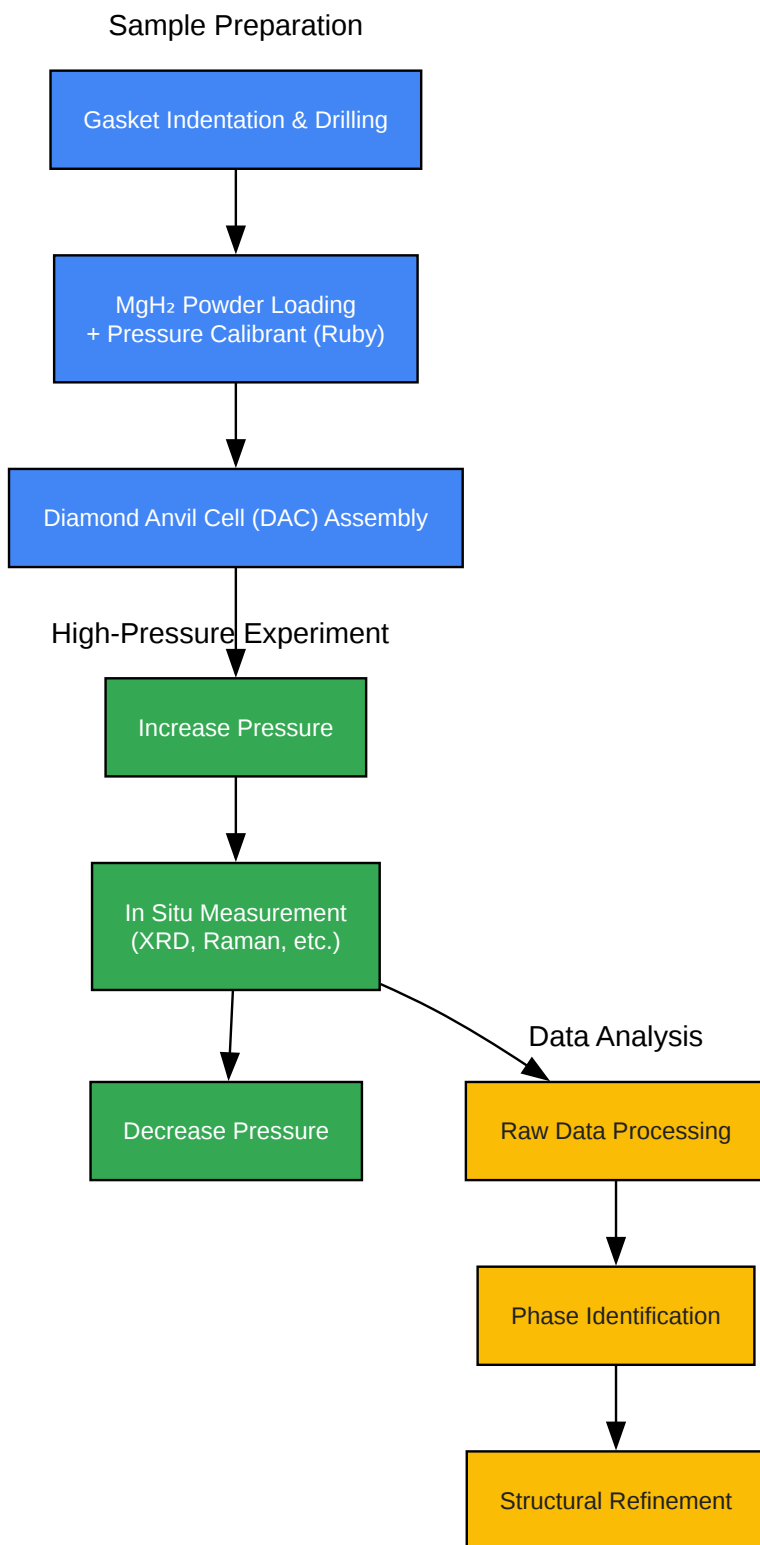 Sample Preparation
Gasket Indentation & Drilling
MgH₂ Powder Loading
+ Pressure Calibrant (Ruby)
Diamond Anvil Cell (DAC) Assembly
High-Pressure Experiment
Increase Pressure
In Situ Measurement
(XRD, Raman, etc.)
Decrease Pressure
Data Analysis
Raw Data Processing
Phase Identification
Structural Refinement